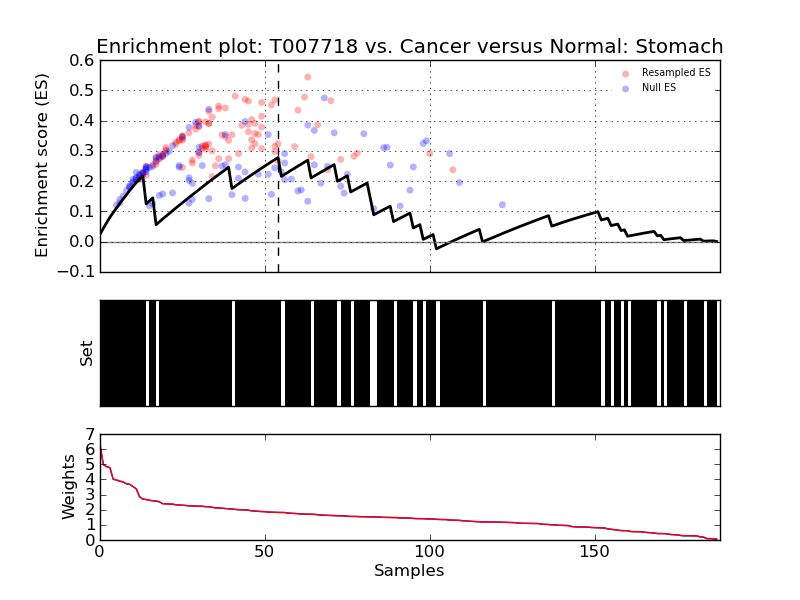 Enrichment plot: T007718 vs. Cancer versus Normal: Stomach
Enrichment score (ES)
0.6
0.5
0.4
0.3
0.2
0.1
0.0
−0.1
Resampled ES
Null ES
Set
Weights
7
6
5
4
3
2
1
0
0
50
100
150
Samples